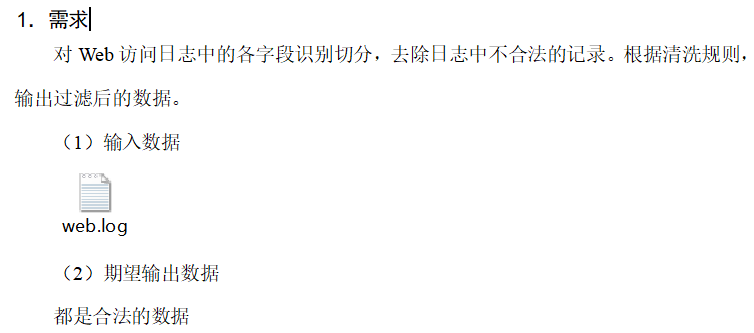 1．需求
对 Web 访问日志中的各字段识别切分，去除日志中不合法的记录。根据清洗规则，
输出过滤后的数据。
（1）输入数据
web.log
（2）期望输出数据
都是合法的数据